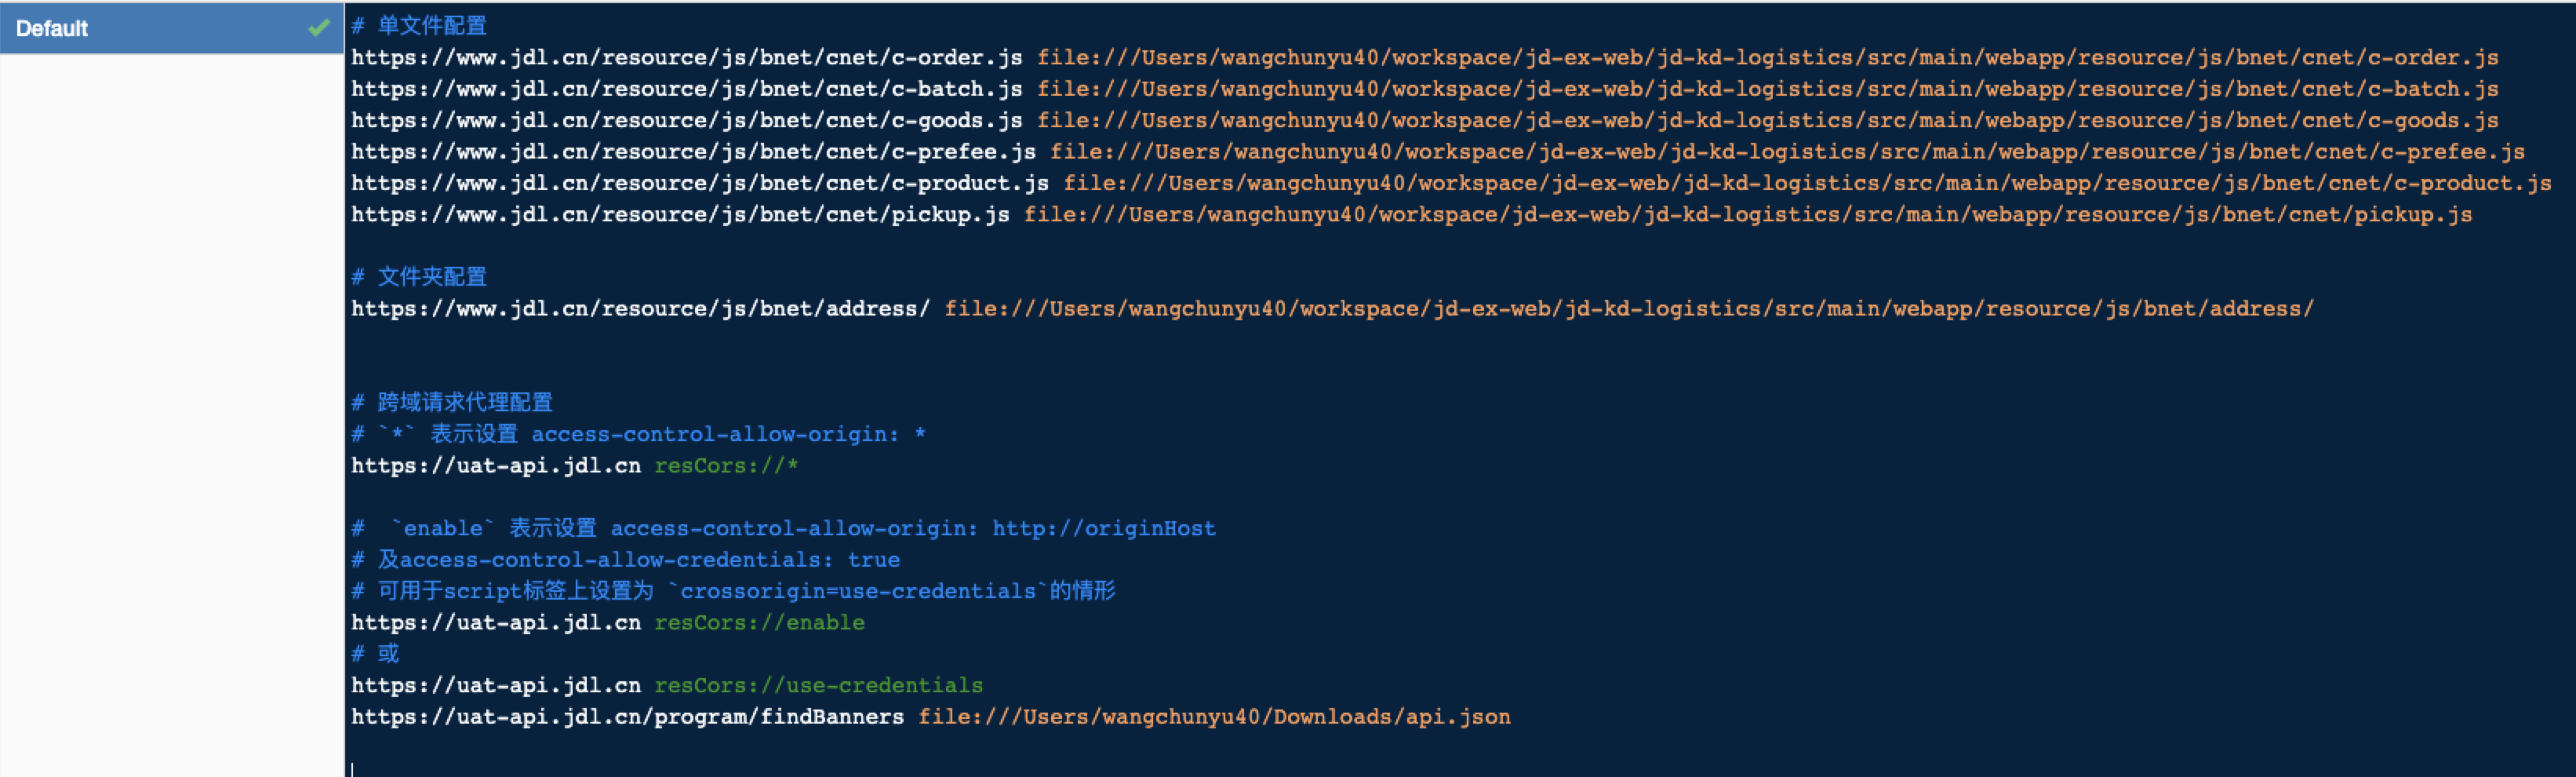 Default
# 单文件配置
https://www.jdl.cn/resource/js/bnet/cnet/c-order.js file:///Users/wangchunyu40/workspace/jd-ex-web/jd-kd-logistics/src/main/webapp/resource/js/bnet/cnet/c-order.js
https://www.jdl.cn/resource/js/bnet/cnet/c-batch.js file:///Users/wangchunyu40/workspace/jd-ex-web/jd-kd-logistics/src/main/webapp/resource/js/bnet/cnet/c-batch.js
https://www.jdl.cn/resource/js/bnet/cnet/c-goods.js file:///Users/wangchunyu40/workspace/jd-ex-web/jd-kd-logistics/src/main/webapp/resource/js/bnet/cnet/c-goods.js
https://www.jdl.cn/resource/js/bnet/cnet/c-prefee.js file:///Users/wangchunyu40/workspace/jd-ex-web/jd-kd-logistics/src/main/webapp/resource/js/bnet/cnet/c-prefee.js
https://www.jdl.cn/resource/js/bnet/cnet/c-product.js file:///Users/wangchunyu40/workspace/jd-ex-web/jd-kd-logistics/src/main/webapp/resource/js/bnet/cnet/c-product.js
https://www.jdl.cn/resource/js/bnet/cnet/pickup.js file:///Users/wangchunyu40/workspace/jd-ex-web/jd-kd-logistics/src/main/webapp/resource/js/bnet/cnet/pickup.js
# 文件夹配置
https://www.jdl.cn/resource/js/bnet/address/ file:///Users/wangchunyu40/workspace/jd-ex-web/jd-kd-logistics/src/main/webapp/resource/js/bnet/address/
# 跨域请求代理配置
# `*` 表示设置 access-control-allow-origin: *
https://uat-api.jdl.cn resCors://*
#  `enable` 表示设置 access-control-allow-origin: http://originHost
# 及access-control-allow-credentials: true
# 可用于script标签上设置为 `crossorigin=use-credentials`的情形
https://uat-api.jdl.cn resCors://enable
# 或
https://uat-api.jdl.cn resCors://use-credentials
https://uat-api.jdl.cn/program/findBanners file:///Users/wangchunyu40/Downloads/api.json